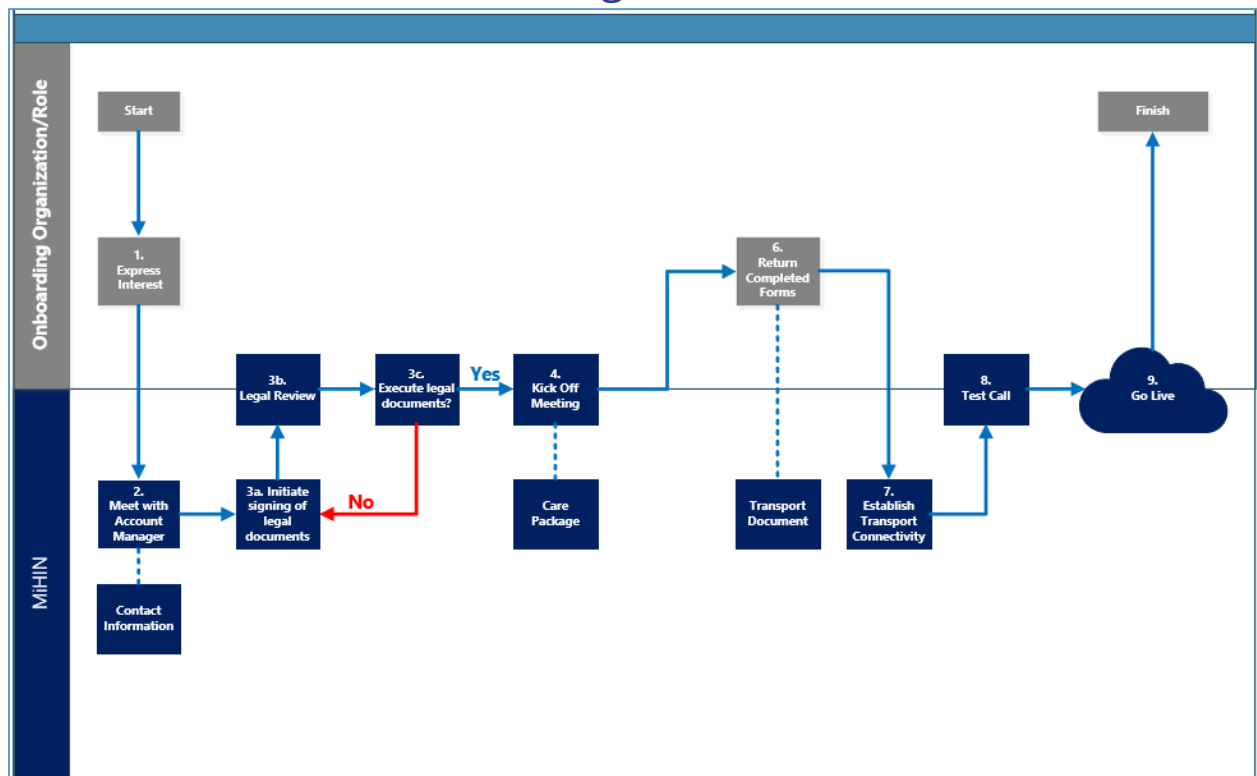 Onboarding Organization/Role
Start
Finish
1.
Express
Interest
6.
Return
Completed
Forms
3b.
Legal Review
3c.
Execute legal
documents?
Yes
4.
Kick Off
Meeting
8.
Test Call
9.
Go Live
MiHIN
2.
Meet with
Account
Manager
3a. Initiate
signing of
legal
documents
No
Care
Package
Transport
Document
7.
Establish
Transport
Connectivity
Contact
Information